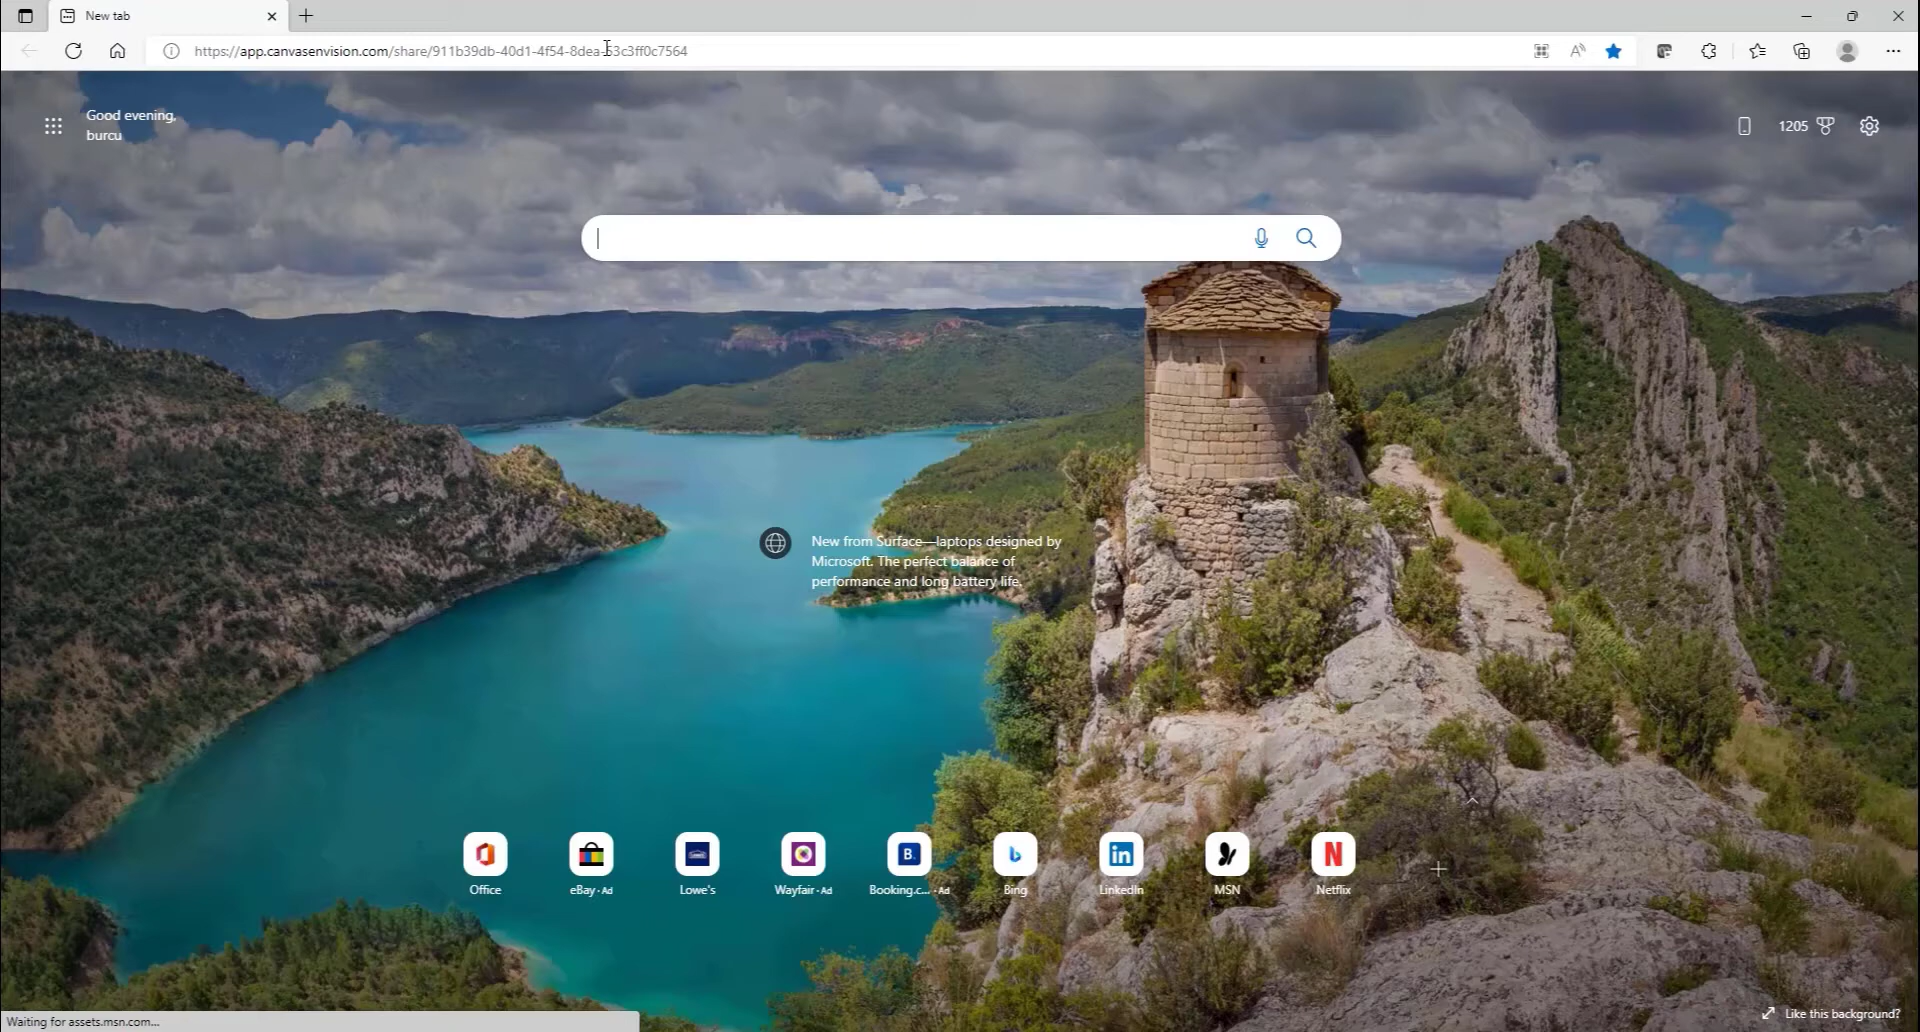 New tab
https://app.canvasenvision.com/share/911b39db-40d1-4f54-8dea-53c3ff0c7564
Good evening,
burcu
1205
New from Surface—laptops designed by
Microsoft. The perfect balance of
performance and long battery life.
Office
eBay · Ad
Lowe's
Wayfair · Ad
B.
Booking.c... · Ad
b
Bing
in
LinkedIn
MSN
N
Netflix
Waiting for assets.msn.com...
Like this background?